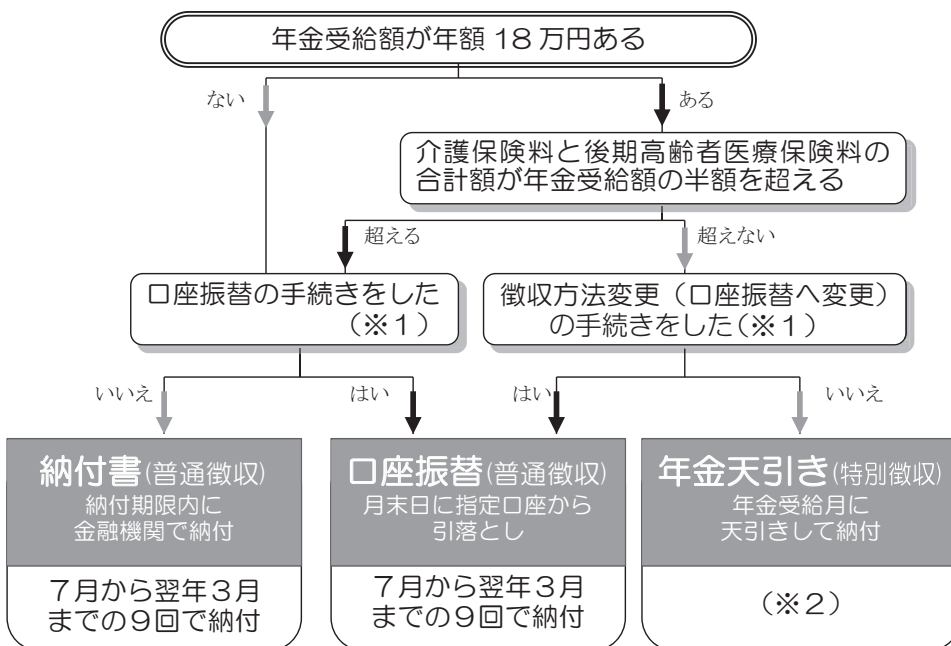 年金受給額が年額 18 万円ある
ない
ある
介護保険料と後期高齢者医療保険料の
合計額が年金受給額の半額を超える
超える
超えない
口座振替の手続きをした
（※１）
徴収方法変更（口座振替へ変更）
の手続きをした（※１）
いいえ
はい
はい
いいえ
納付書(普通徴収)
納付期限内に
金融機関で納付
７月から翌年３月
までの９回で納付
口座振替(普通徴収)
月末日に指定口座から
引落とし
７月から翌年３月
までの９回で納付
年金天引き(特別徴収)
年金受給月に
天引きして納付
（※２）